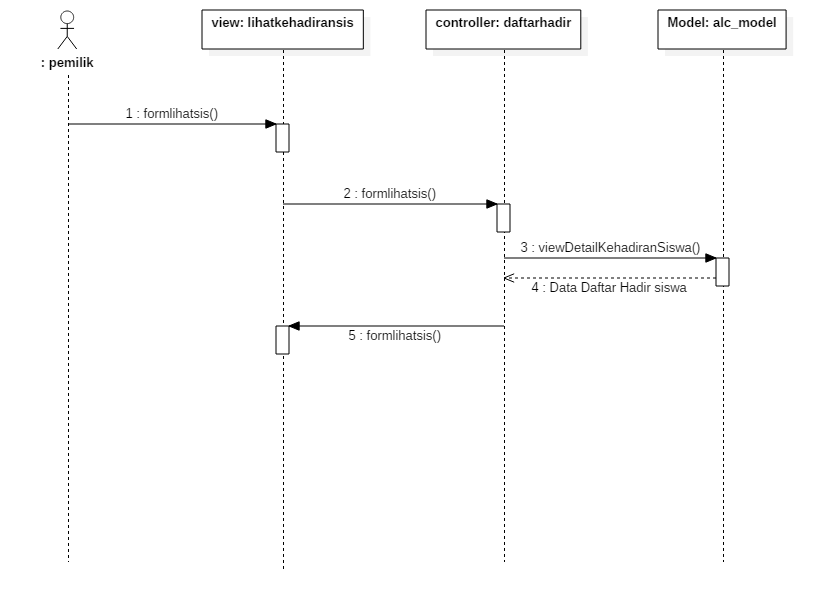 view: lihatkehadiransis
controller: daftarhadir
Model: alc_model
: pemilik
1 : formlihatsis()
2 : formlihatsis()
3 : viewDetailKehadiranSiswa()
4 : Data Daftar Hadir siswa
5 : formlihatsis()